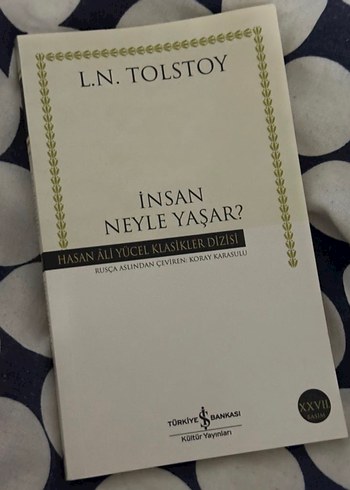 L.N. TOLSTOY
İNSAN
NEYLE YAŞAR?
HASAN ÂLİ YÜCEL KLASİKLER DİZİSİ
RUSÇA ASLINDAN ÇEVİREN: KORAY KARASULU
XXVII
BASIM
TÜRKİYE İŞ BANKASI
Kültür Yayınları